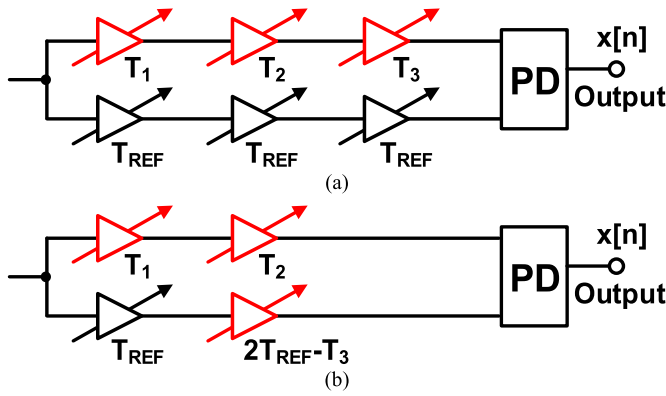 T1 T2 T3
PD
x[n]
Output
TREF TREF TREF
(a)
T1 T2
PD
x[n]
Output
TREF 2TREF-T3
(b)